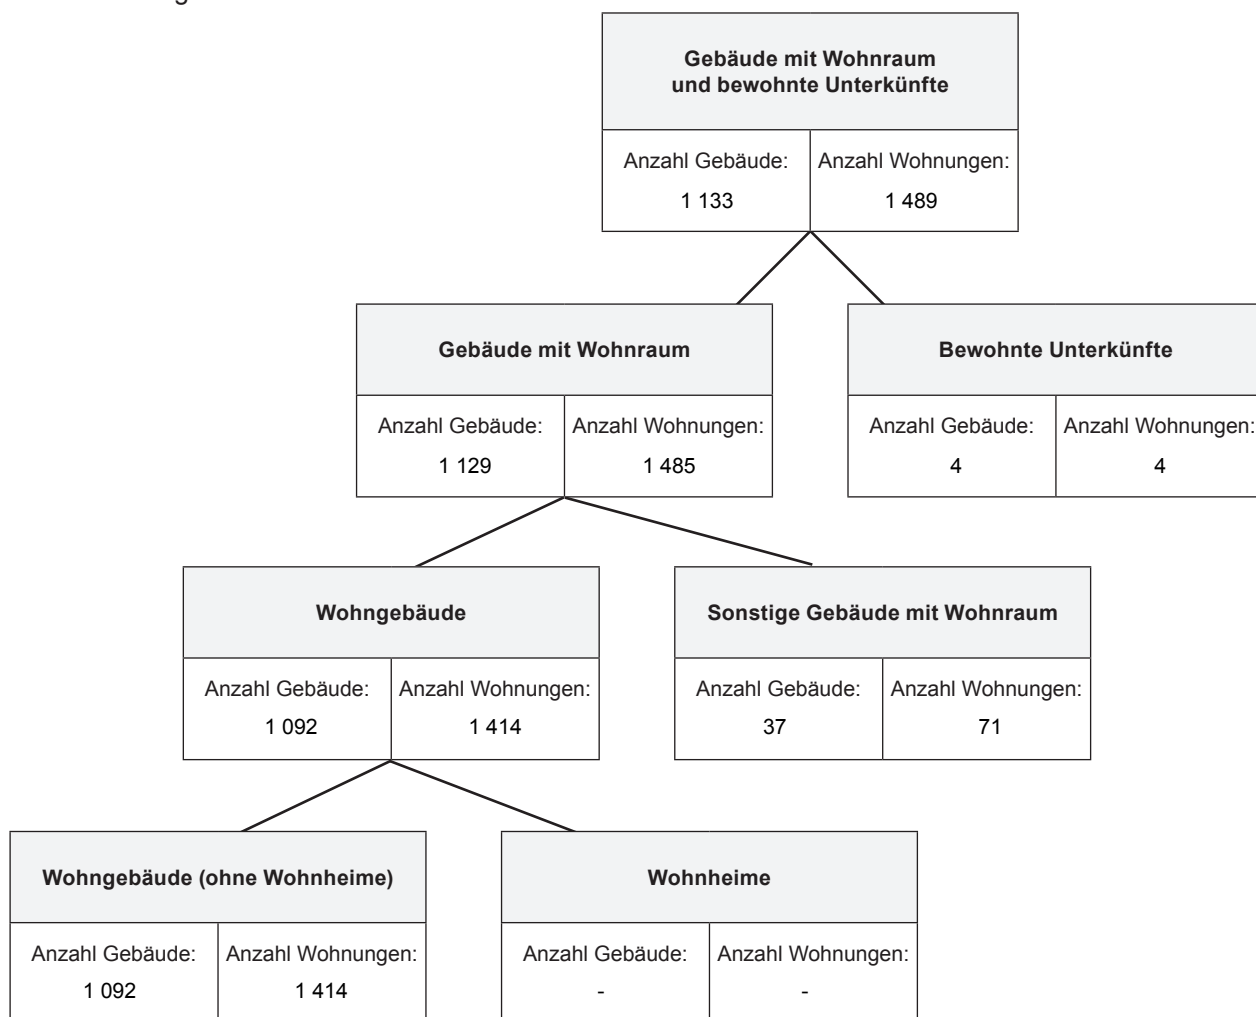 Gebäude mit Wohnraum
und bewohnte Unterkünfte
Anzahl Gebäude: Anzahl Wohnungen:
1 133 1 489
Gebäude mit Wohnraum Bewohnte Unterkünfte
Anzahl Gebäude: Anzahl Wohnungen: Anzahl Gebäude: Anzahl Wohnungen:
1 129 1 485 4 4
Wohngebäude Sonstige Gebäude mit Wohnraum
Anzahl Gebäude: Anzahl Wohnungen: Anzahl Gebäude: Anzahl Wohnungen:
1 092 1 414 37 71
Wohngebäude (ohne Wohnheime) Wohnheime
Anzahl Gebäude: Anzahl Wohnungen: Anzahl Gebäude: Anzahl Wohnungen:
1 092 1 414 - -